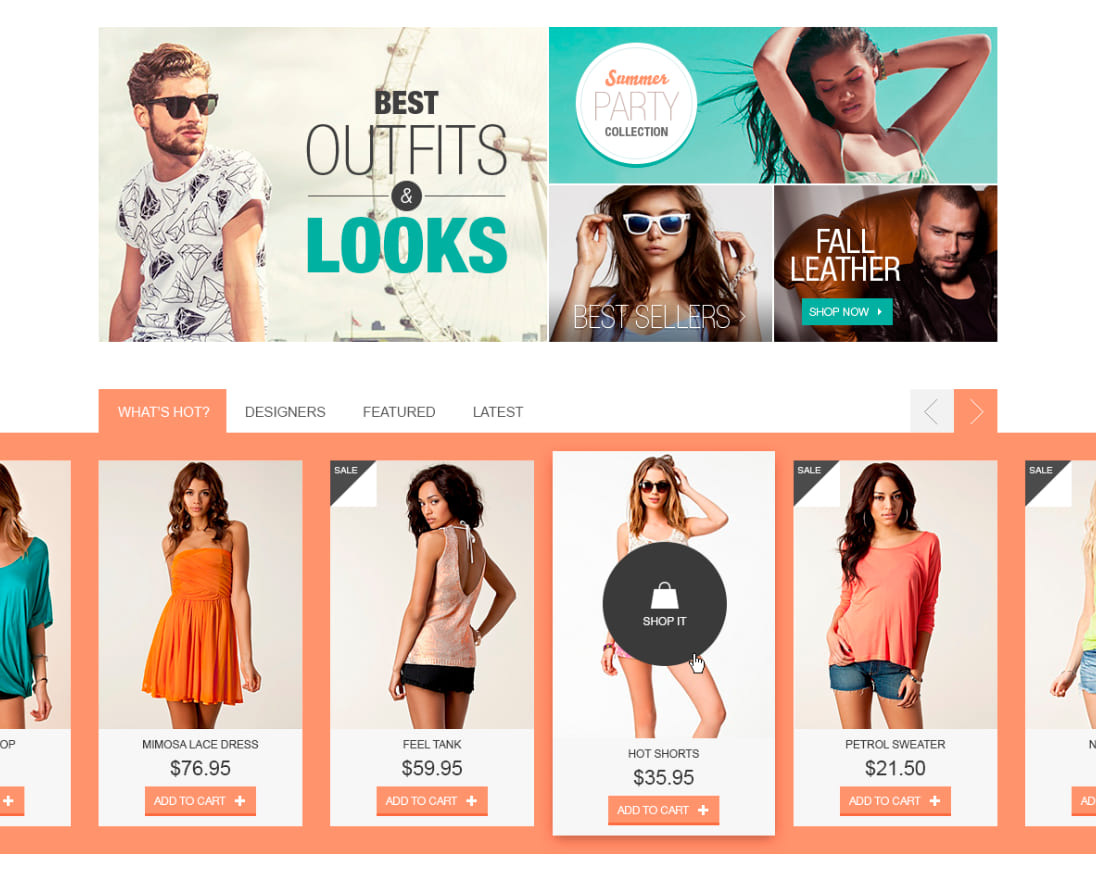 BEST
OUTFITS
&
LOOKS
Summer
PARTY
COLLECTION
BEST SELLERS
FALL
LEATHER
SHOP NOW
WHAT'S HOT?
DESIGNERS
FEATURED
LATEST
OP
MIMOSA LACE DRESS
$76.95
ADD TO CART
SALE
FEEL TANK
$59.95
ADD TO CART
SHOP IT
HOT SHORTS
$35.95
ADD TO CART
SALE
PETROL SWEATER
$21.50
ADD TO CART
SALE
N
AD